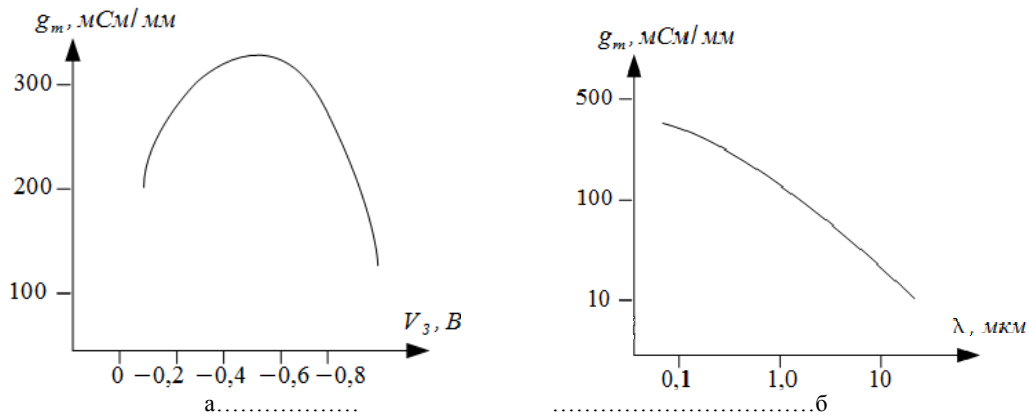 g_m, мСм/мм
300
200
100
V_З, В
0 −0,2 −0,4 −0,6 −0,8
а.................
g_m, мСм/мм
500
100
10
λ, мкм
0,1 1,0 10
................................б